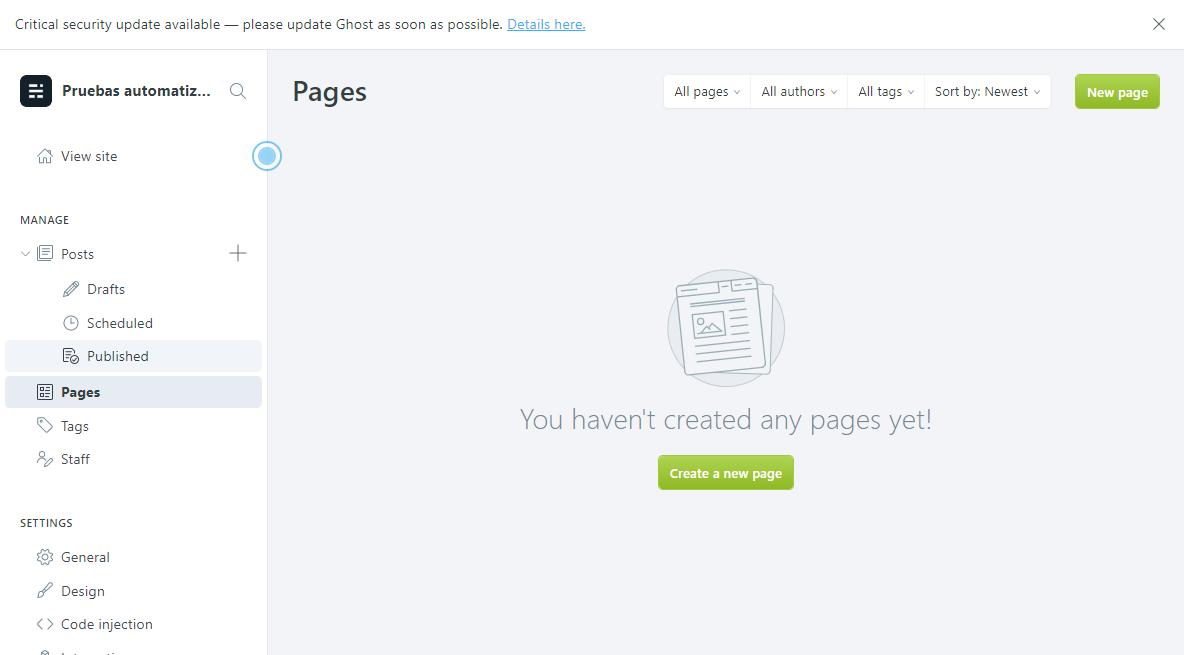 Critical security update available — please update Ghost as soon as possible. Details here.
Pruebas automatiz...
View site
MANAGE
Posts
Drafts
Scheduled
Published
Pages
Tags
Staff
SETTINGS
General
Design
Code injection
Pages
All pages
All authors
All tags
Sort by: Newest
New page
You haven't created any pages yet!
Create a new page